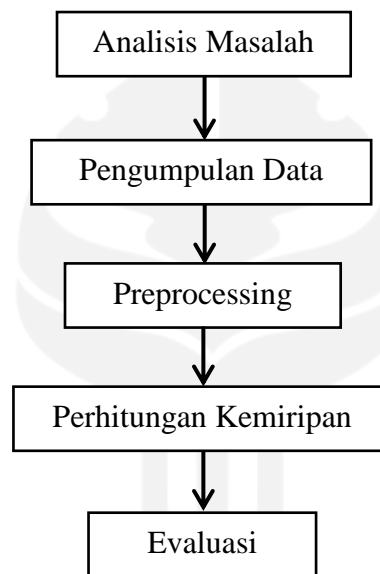 Analisis Masalah
Pengumpulan Data
Preprocessing
Perhitungan Kemiripan
Evaluasi